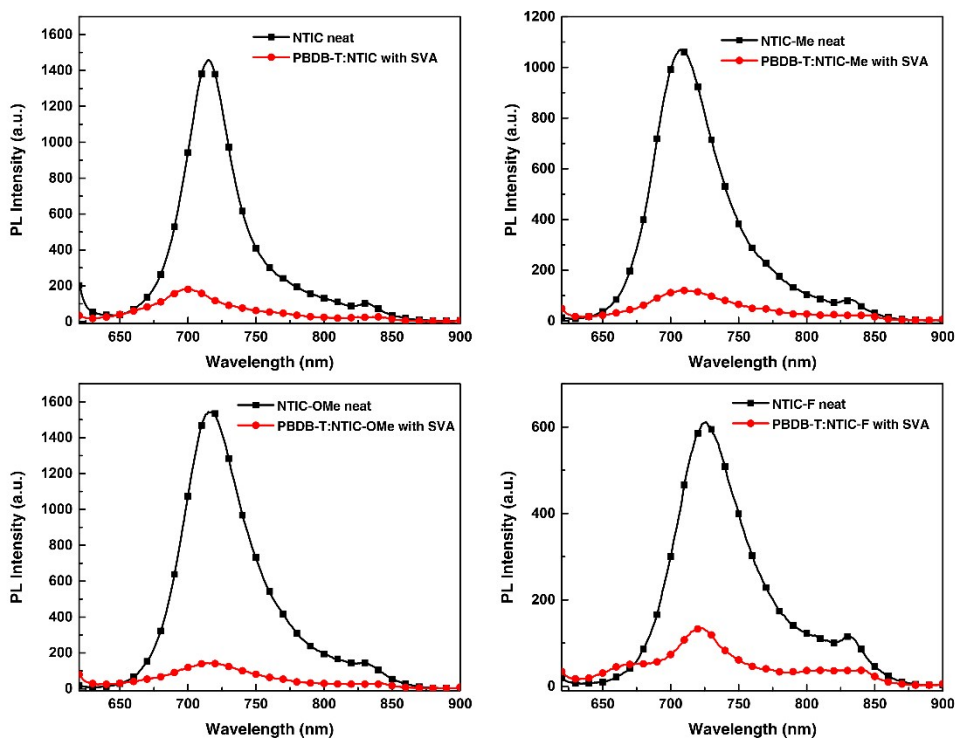 NTIC neat
PBDB-T:NTIC with SVA
PL Intensity (a.u.)
1600
1400
1200
1000
800
600
400
200
0
650 700 750 800 850 900
Wavelength (nm)
NTIC-Me neat
PBDB-T:NTIC-Me with SVA
PL Intensity (a.u.)
1200
1000
800
600
400
200
0
650 700 750 800 850 900
Wavelength (nm)
NTIC-OMe neat
PBDB-T:NTIC-OMe with SVA
PL Intensity (a.u.)
1600
1400
1200
1000
800
600
400
200
0
650 700 750 800 850 900
Wavelength (nm)
NTIC-F neat
PBDB-T:NTIC-F with SVA
PL Intensity (a.u.)
600
400
200
0
650 700 750 800 850 900
Wavelength (nm)